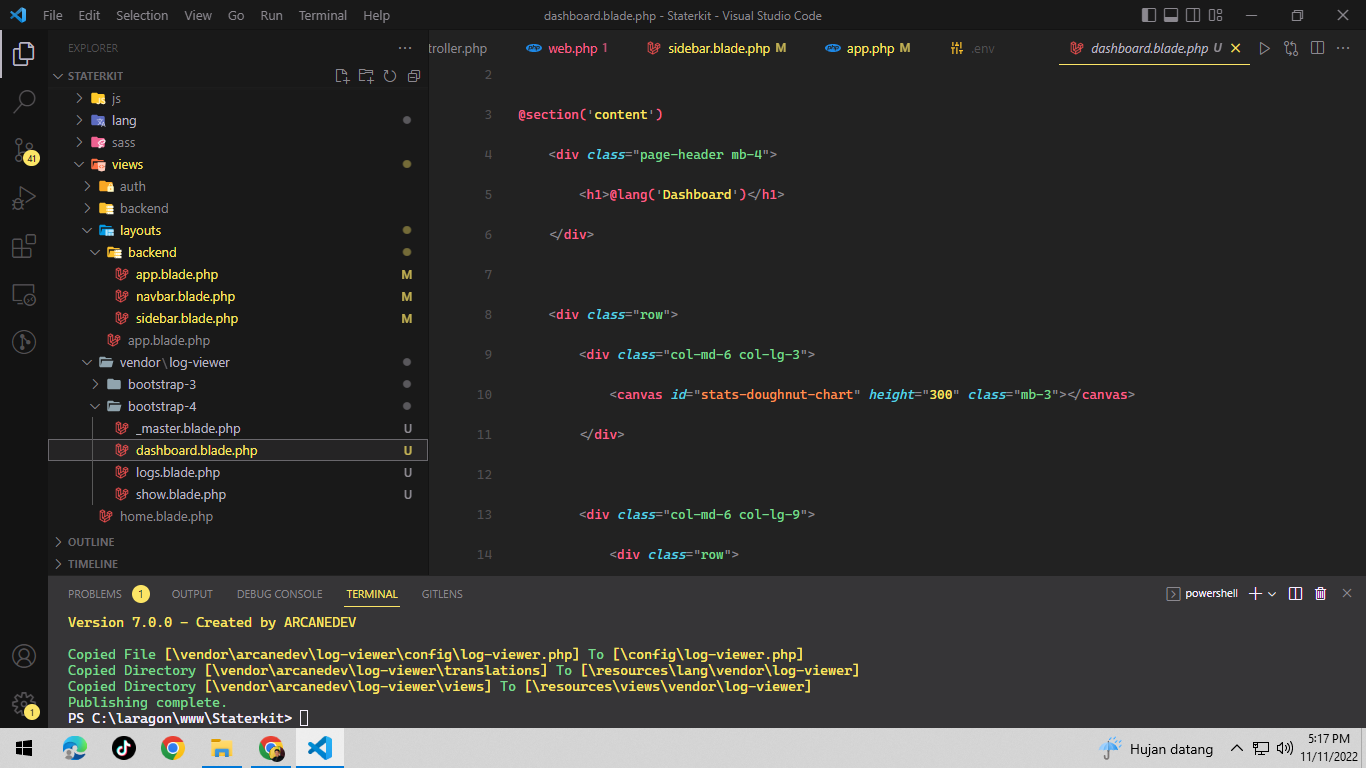 File Edit Selection View Go Run Terminal Help dashboard.blade.php - Staterkit - Visual Studio Code
EXPLORER
STATERKIT
js
lang
sass
views
auth
backend
layouts
backend
app.blade.php M
navbar.blade.php M
sidebar.blade.php M
app.blade.php
vendor\log-viewer
bootstrap-3
bootstrap-4
_master.blade.php U
dashboard.blade.php U
logs.blade.php U
show.blade.php U
home.blade.php
OUTLINE
TIMELINE
41
1
troller.php web.php 1 sidebar.blade.php M app.php M .env dashboard.blade.php U
2
3 @section('content')
4 <div class="page-header mb-4">
5 <h1>@lang('Dashboard')</h1>
6 </div>
7
8 <div class="row">
9 <div class="col-md-6 col-lg-3">
10 <canvas id="stats-doughnut-chart" height="300" class="mb-3"></canvas>
11 </div>
12
13 <div class="col-md-6 col-lg-9">
14 <div class="row">
PROBLEMS 1 OUTPUT DEBUG CONSOLE TERMINAL GITLENS powershell
Version 7.0.0 - Created by ARCANEDEV
Copied File [\vendor\arcanedev\log-viewer\config\log-viewer.php] To [\config\log-viewer.php]
Copied Directory [\vendor\arcanedev\log-viewer\translations] To [\resources\lang\vendor\log-viewer]
Copied Directory [\vendor\arcanedev\log-viewer\views] To [\resources\views\vendor\log-viewer]
Publishing complete.
PS C:\laragon\www\Staterkit>
Hujan datang
5:17 PM
11/11/2022